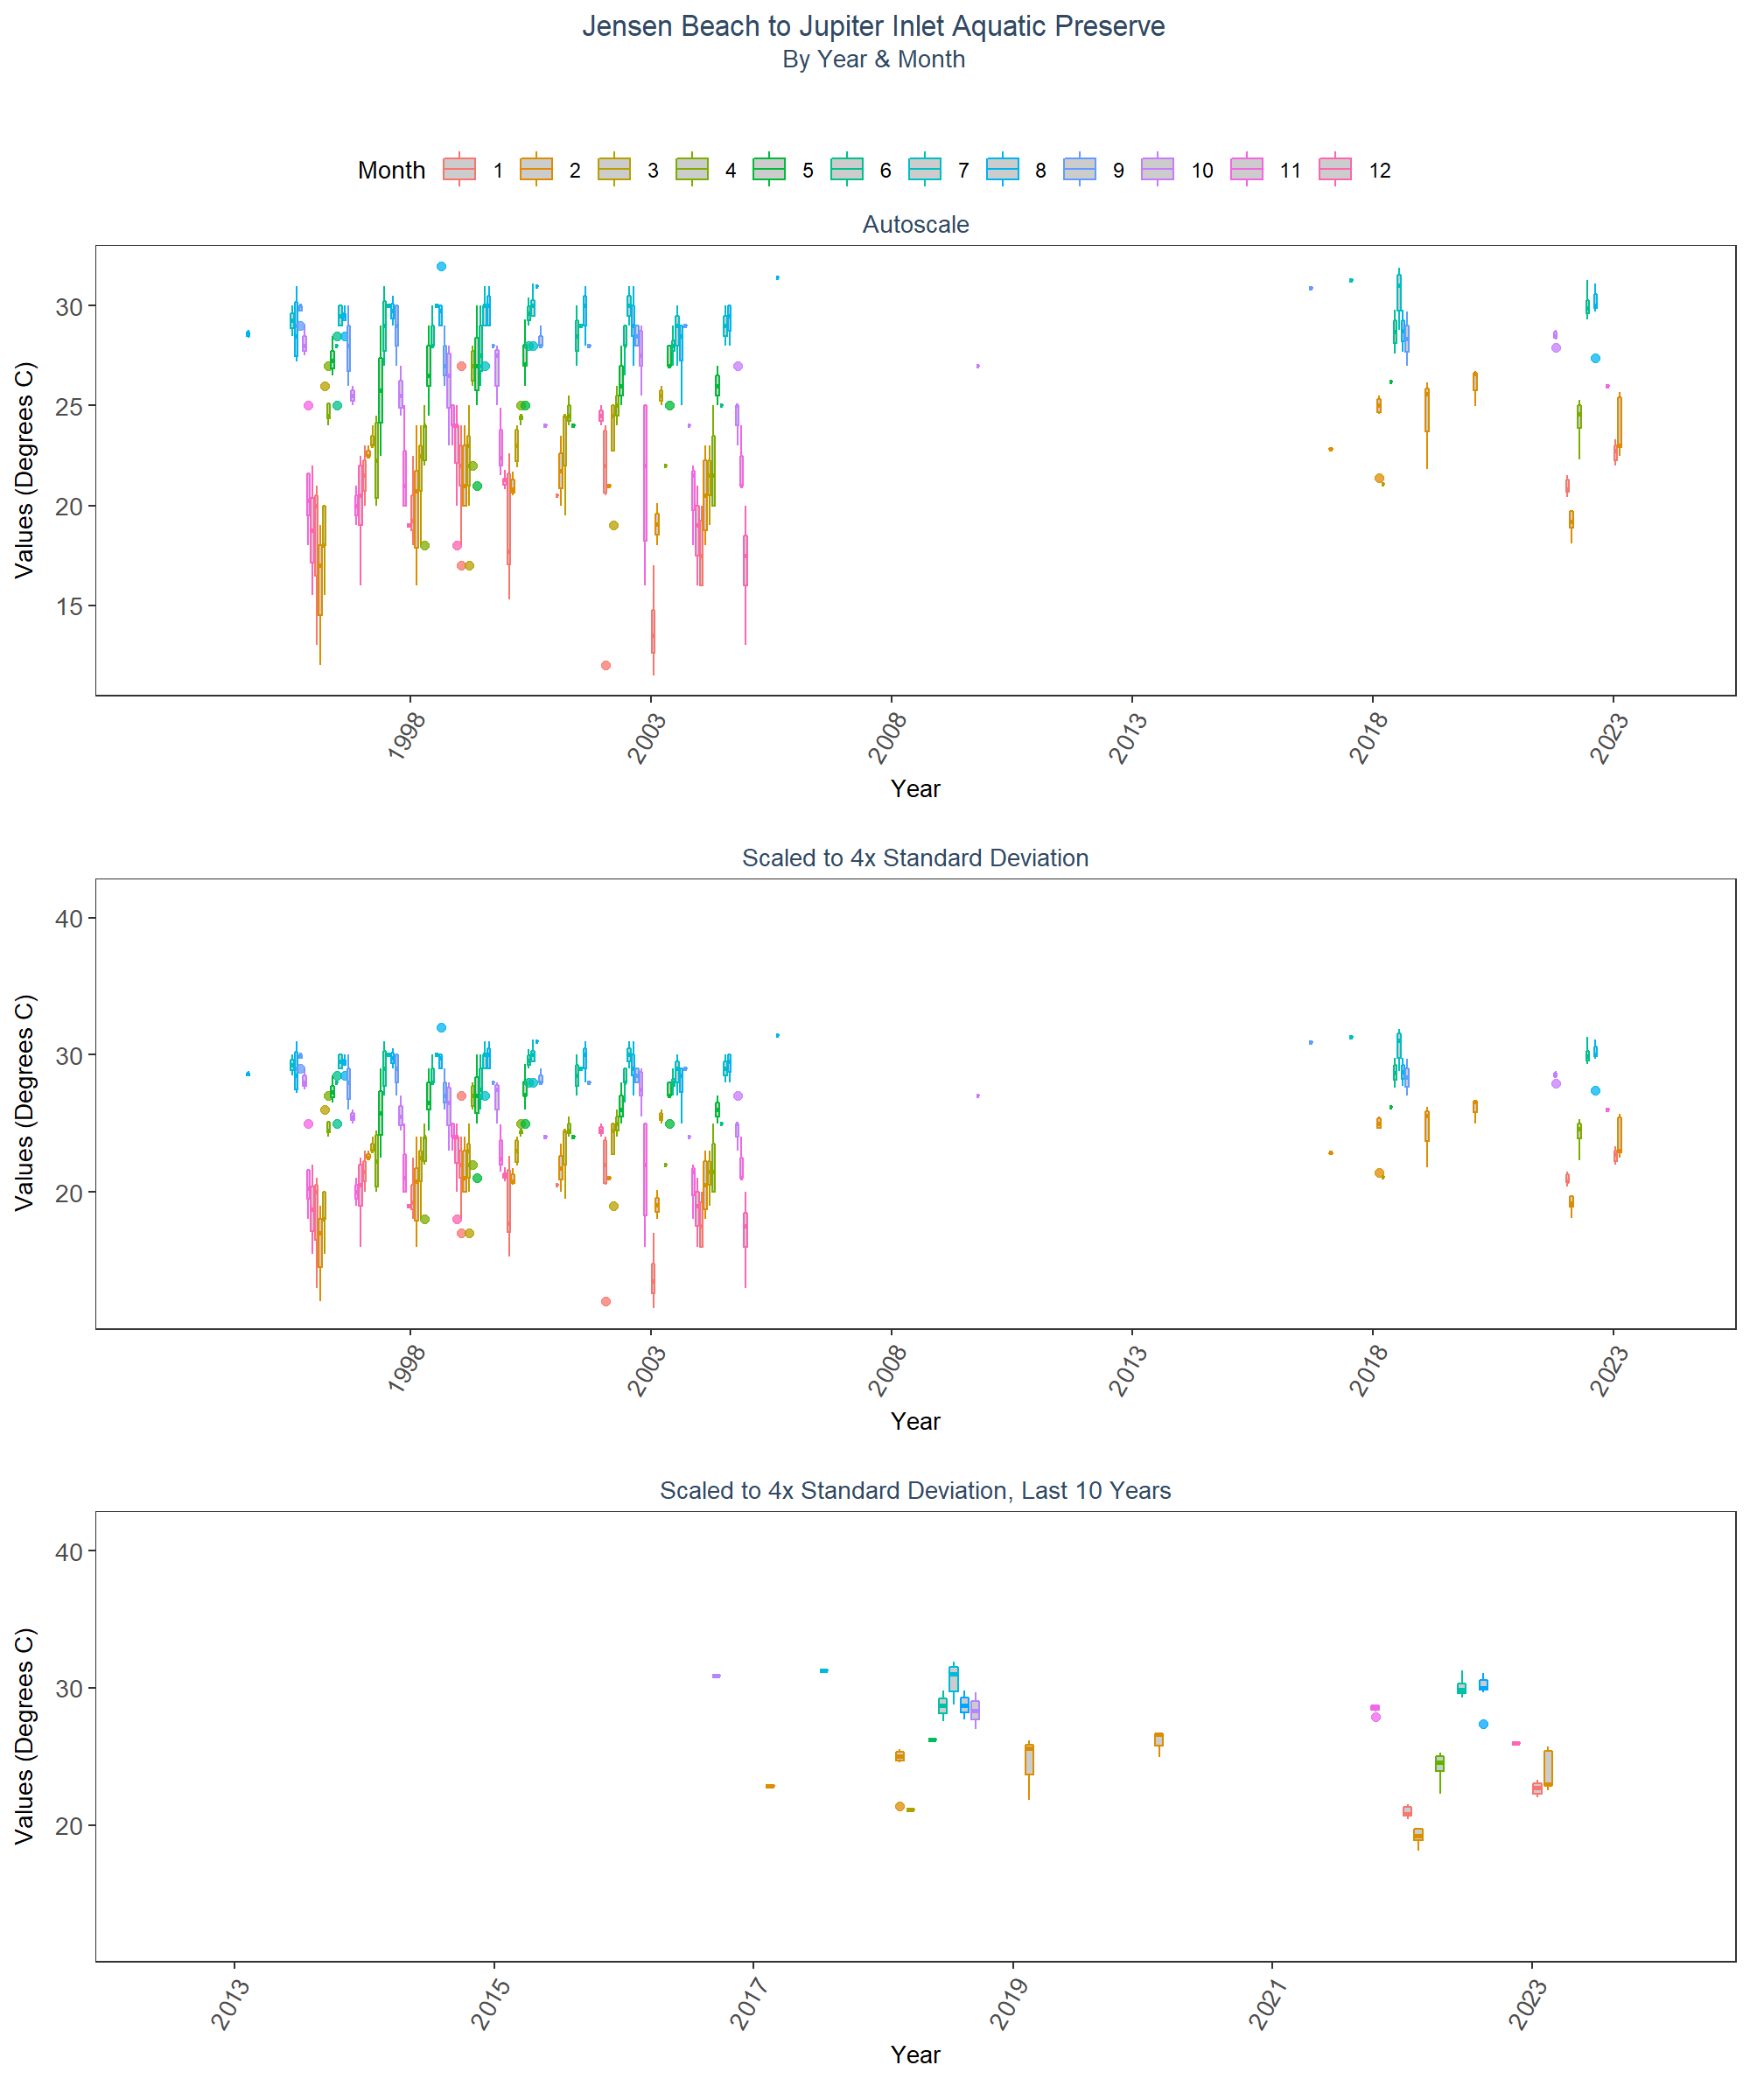 Jensen Beach to Jupiter Inlet Aquatic Preserve
By Year & Month
Month 1 2 3 4 5 6 7 8 9 10 11 12
Autoscale
Values (Degrees C)
30
25
20
15
1998 2003 2008 2013 2018 2023
Year
Scaled to 4x Standard Deviation
Values (Degrees C)
40
30
20
1998 2003 2008 2013 2018 2023
Year
Scaled to 4x Standard Deviation, Last 10 Years
Values (Degrees C)
40
30
20
2013 2015 2017 2019 2021 2023
Year